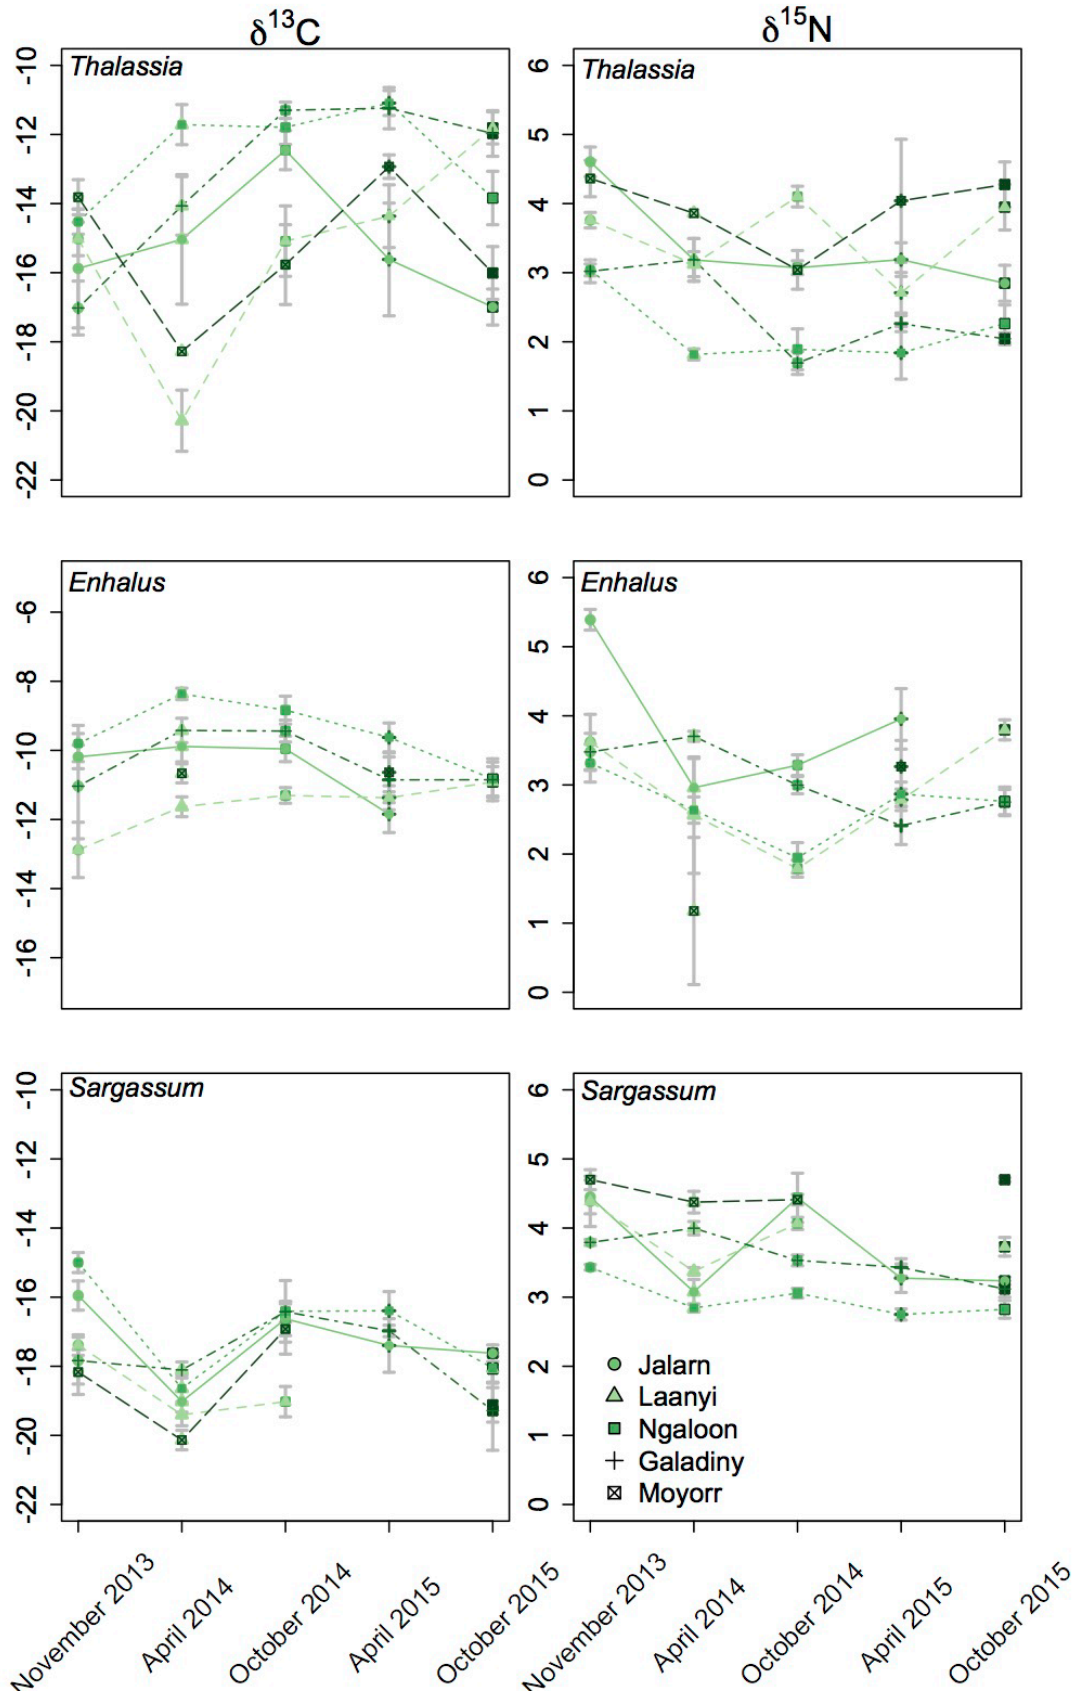 δ13C
δ15N
Thalassia
-10
-12
-14
-16
-18
-20
-22
Thalassia
6
5
4
3
2
1
0
Enhalus
-6
-8
-10
-12
-14
-16
Enhalus
6
5
4
3
2
1
0
Sargassum
-10
-12
-14
-16
-18
-20
-22
Sargassum
6
5
4
3
2
1
0
Jalarn
Laanyi
Ngaloon
Galadiny
Moyorr
November 2013
April 2014
October 2014
April 2015
October 2015
November 2013
April 2014
October 2014
April 2015
October 2015